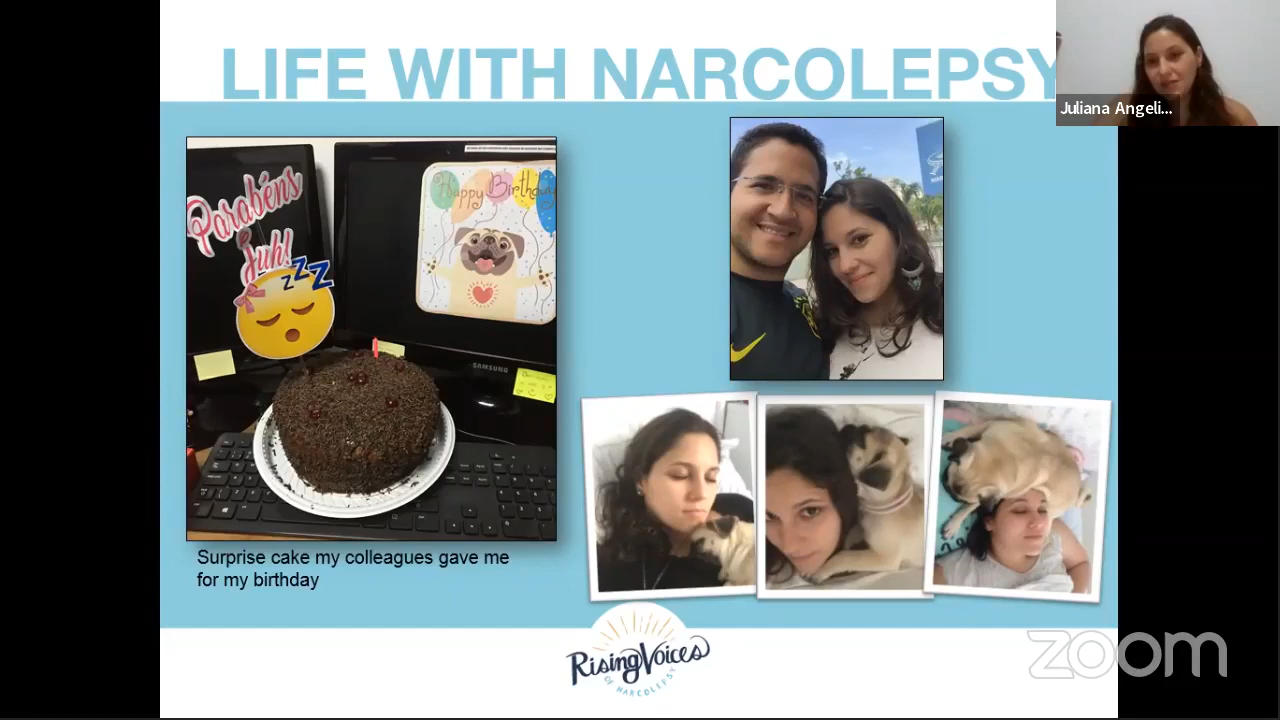 LIFE WITH NARCOLEPSY
Juliana Angeli...
Parabéns
Juh!
zzz
Happy Birthday
SAMSUNG
Surprise cake my colleagues gave me
for my birthday
Rising Voices
OF NARCOLEPSY
zoom